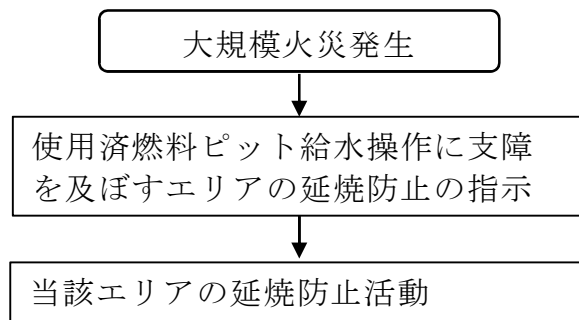 大規模火災発生
使用済燃料ピット給水操作に支障
を及ぼすエリアの延焼防止の指示
当該エリアの延焼防止活動